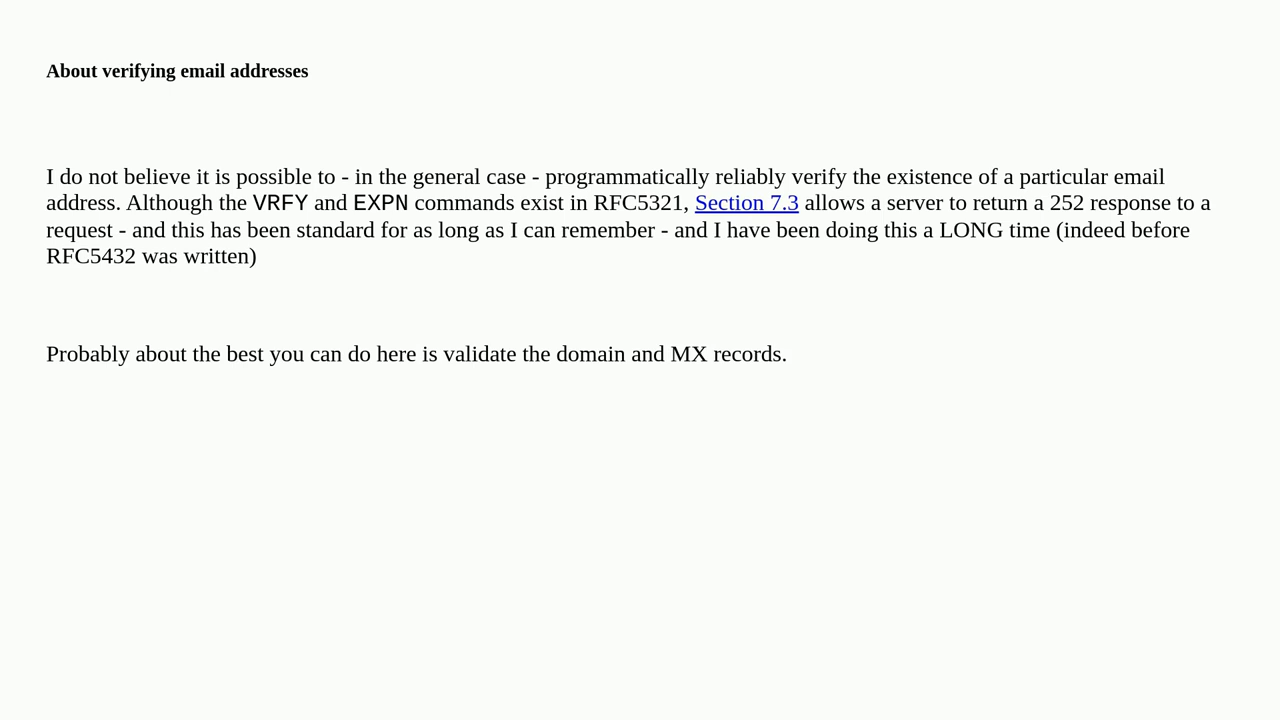 About verifying email addresses
I do not believe it is possible to - in the general case - programmatically reliably verify the existence of a particular email
address. Although the VRFY and EXPN commands exist in RFC5321, Section 7.3 allows a server to return a 252 response to a
request - and this has been standard for as long as I can remember - and I have been doing this a LONG time (indeed before
RFC5432 was written)
Probably about the best you can do here is validate the domain and MX records.